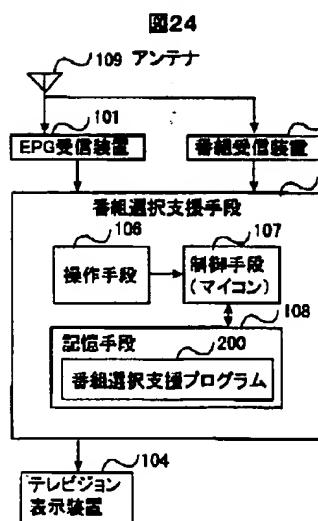 図24
109 アンテナ
101
EPG受信装置
番組受信装置
番組選択支援手段
106
107
操作手段
制御手段
(マイコン)
108
記憶手段
200
番組選択支援プログラム
104
テレビジョン
表示装置